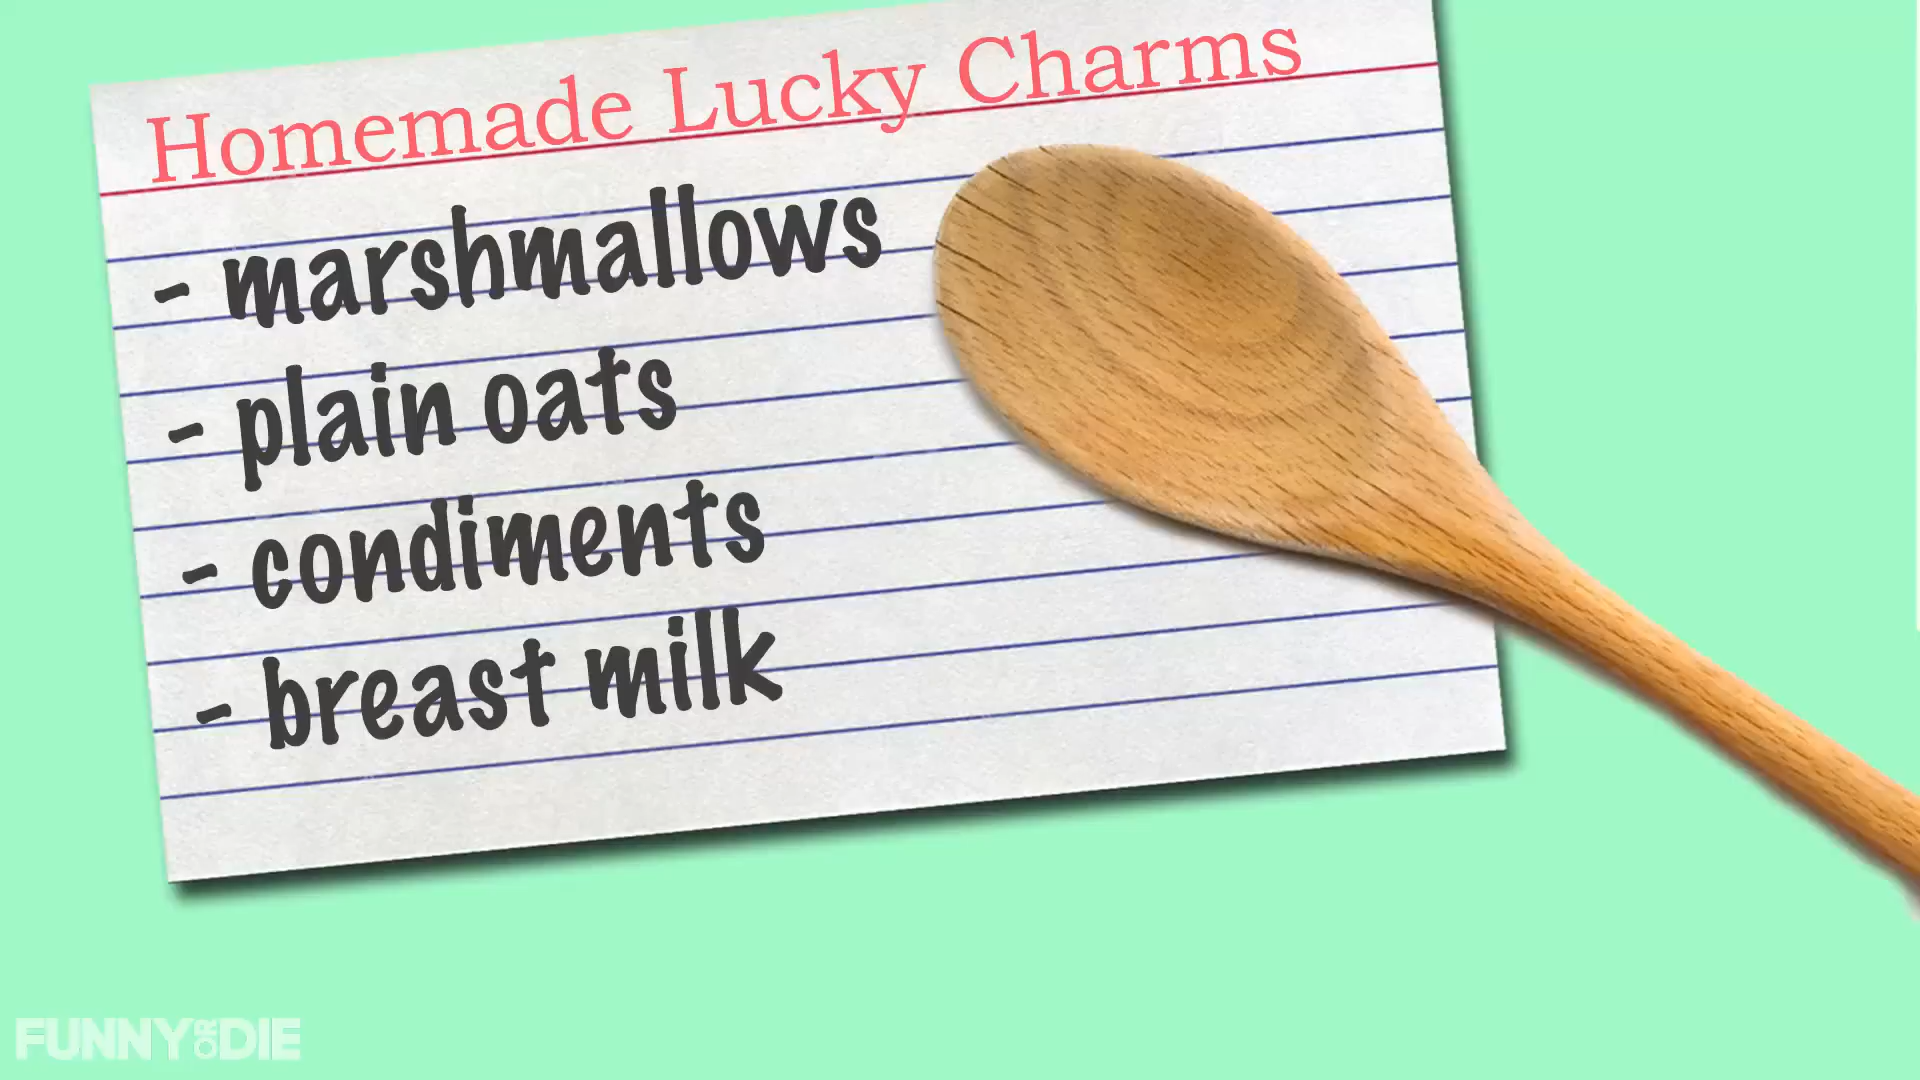 Homemade Lucky Charms
- marshmallows
- plain oats
- condiments
- breast milk
FUNNY OR DIE